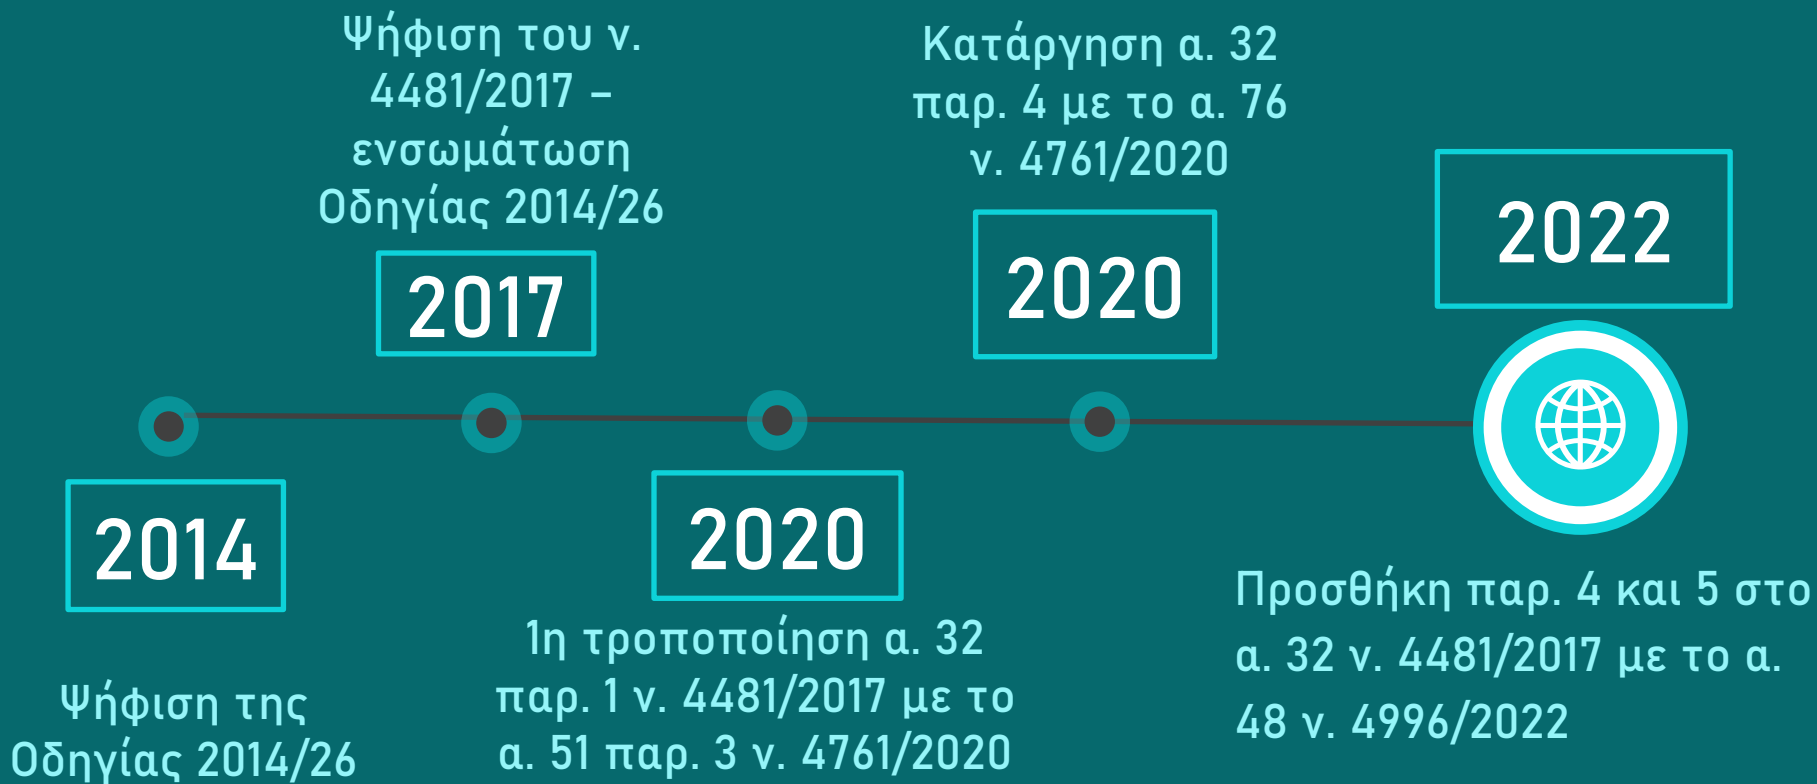 2014
Ψήφιση της
Οδηγίας 2014/26
Ψήφιση του ν.
4481/2017 –
ενσωμάτωση
Οδηγίας 2014/26
2017
2020
1η τροποποίηση α. 32
παρ. 1 ν. 4481/2017 με το
α. 51 παρ. 3 ν. 4761/2020
Κατάργηση α. 32
παρ. 4 με το α. 76
ν. 4761/2020
2020
2022
Προσθήκη παρ. 4 και 5 στο
α. 32 ν. 4481/2017 με το α.
48 ν. 4996/2022